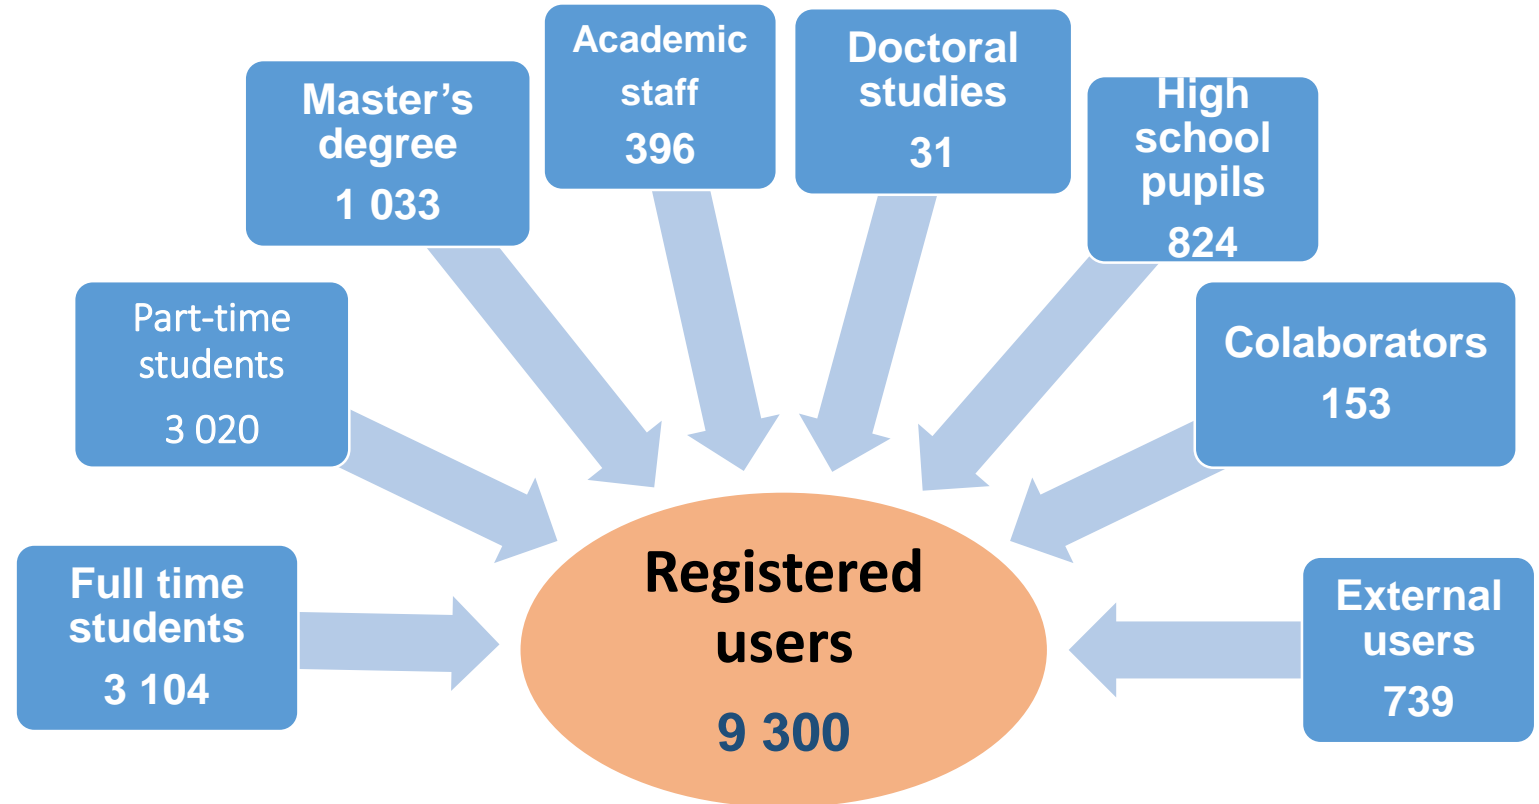 Full time
students
3 104
Part-time
students
3 020
Master’s
degree
1 033
Academic
staff
396
Doctoral
studies
31
High
school
pupils
824
Colaborators
153
External
users
739
Registered
users
9 300